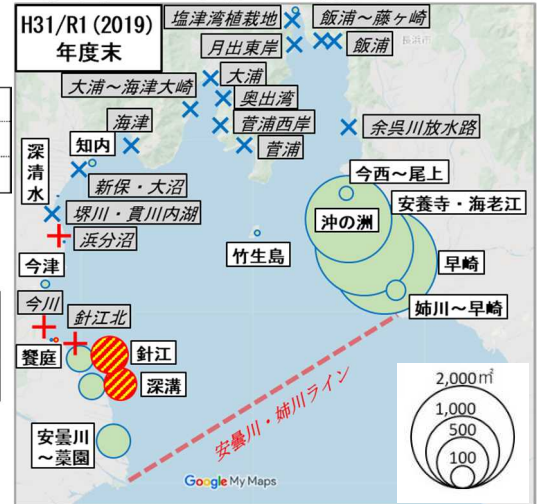 H31/R1 (2019)
年度末
塩津湾植栽地
飯浦～藤ヶ崎
月出東岸
飯浦
長浜市
大浦～海津大崎
大浦
奥出湾
海津
菅浦西岸
余呉川放水路
菅浦
深清水
知内
新保・大沼
今西～尾上
安養寺・海老江
堺川・貫川内湖
沖の洲
浜分沼
竹生島
早崎
今津
姉川～早崎
今川
針江北
饗庭
針江
深溝
安曇川・姉川ライン
安曇川
～藁園
2,000㎡
1,000
500
100
Google My Maps